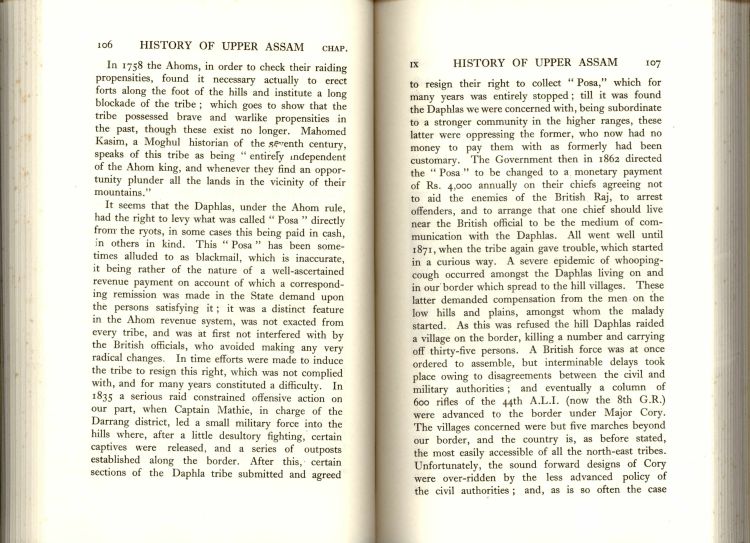 106 HISTORY OF UPPER ASSAM CHAP.
In 1758 the Ahoms, in order to check their raiding
propensities, found it necessary actually to erect
forts along the foot of the hills and institute a long
blockade of the tribe ; which goes to show that the
tribe possessed brave and warlike propensities in
the past, though these exist no longer. Mahomed
Kasim, a Moghul historian of the seventh century,
speaks of this tribe as being " entirely independent
of the Ahom king, and whenever they find an oppor-
tunity plunder all the lands in the vicinity of their
mountains."
It seems that the Daphlas, under the Ahom rule,
had the right to levy what was called " Posa " directly
from the ryots, in some cases this being paid in cash,
in others in kind. This " Posa " has been some-
times alluded to as blackmail, which is inaccurate,
it being rather of the nature of a well-ascertained
revenue payment on account of which a correspond-
ing remission was made in the State demand upon
the persons satisfying it ; it was a distinct feature
in the Ahom revenue system, was not exacted from
every tribe, and was at first not interfered with by
the British officials, who avoided making any very
radical changes. In time efforts were made to induce
the tribe to resign this right, which was not complied
with, and for many years constituted a difficulty. In
1835 a serious raid constrained offensive action on
our part, when Captain Mathie, in charge of the
Darrang district, led a small military force into the
hills where, after a little desultory fighting, certain
captives were released, and a series of outposts
established along the border. After this, certain
sections of the Daphla tribe submitted and agreed
IX HISTORY OF UPPER ASSAM 107
to resign their right to collect " Posa," which for
many years was entirely stopped ; till it was found
the Daphlas we were concerned with, being subordinate
to a stronger community in the higher ranges, these
latter were oppressing the former, who now had no
money to pay them with as formerly had been
customary. The Government then in 1862 directed
the " Posa " to be changed to a monetary payment
of Rs. 4,000 annually on their chiefs agreeing not
to aid the enemies of the British Raj, to arrest
offenders, and to arrange that one chief should live
near the British official to be the medium of com-
munication with the Daphlas. All went well until
1871, when the tribe again gave trouble, which started
in a curious way. A severe epidemic of whooping-
cough occurred amongst the Daphlas living on and
in our border which spread to the hill villages. These
latter demanded compensation from the men on the
low hills and plains, amongst whom the malady
started. As this was refused the hill Daphlas raided
a village on the border, killing a number and carrying
off thirty-five persons. A British force was at once
ordered to assemble, but interminable delays took
place owing to disagreements between the civil and
military authorities ; and eventually a column of
600 rifles of the 44th A.L.I. (now the 8th G.R.)
were advanced to the border under Major Cory.
The villages concerned were but five marches beyond
our border, and the country is, as before stated,
the most easily accessible of all the north-east tribes.
Unfortunately, the sound forward designs of Cory
were over-ridden by the less advanced policy of
the civil authorities ; and, as is so often the case